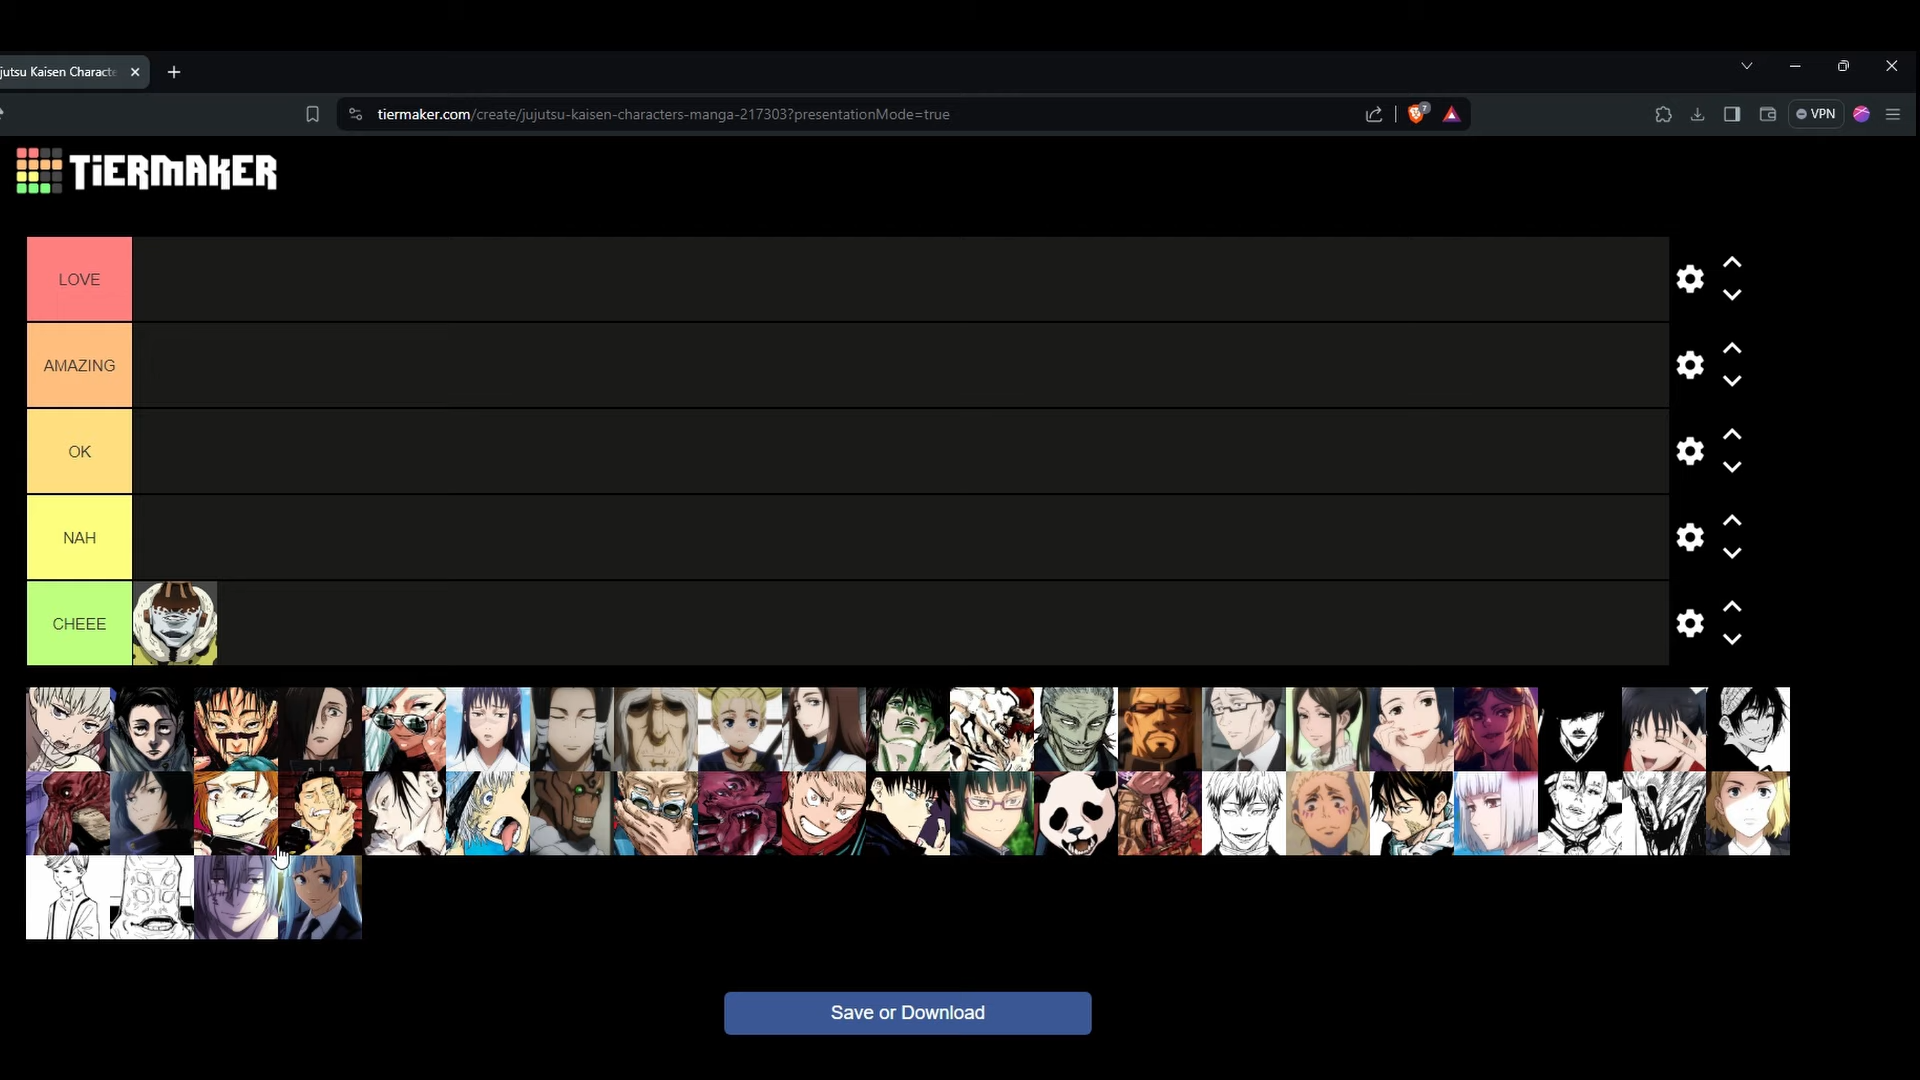 jutsu Kaisen Characte
tiermaker.com/create/jujutsu-kaisen-characters-manga-217303?presentationMode=true
7
VPN
TiERMAKER
LOVE
AMAZING
OK
NAH
CHEEE
Save or Download